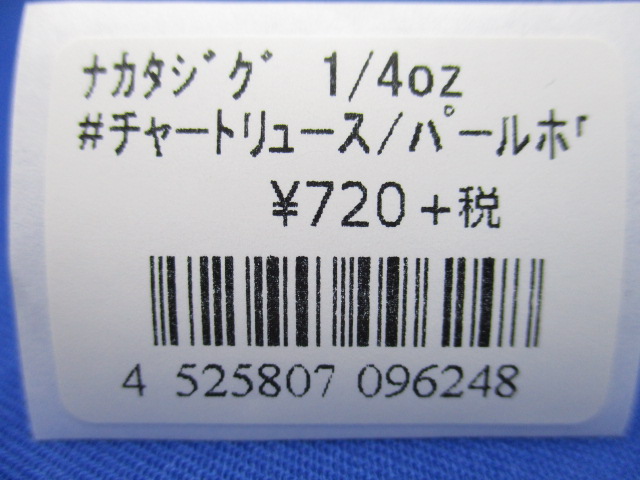 ナカタジグ 1/4oz
#チャートリュース/パールホ
¥720+税
4 525807 096248